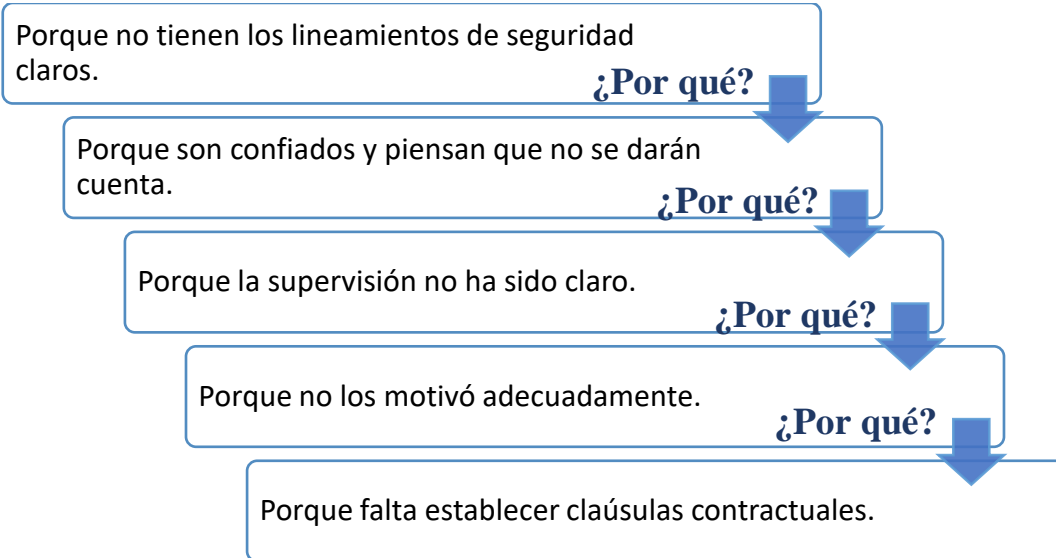 Porque no tienen los lineamientos de seguridad
claros.
¿Por qué?
Porque son confiados y piensan que no se darán
cuenta.
¿Por qué?
Porque la supervisión no ha sido claro.
¿Por qué?
Porque no los motivó adecuadamente.
¿Por qué?
Porque falta establecer claúsulas contractuales.